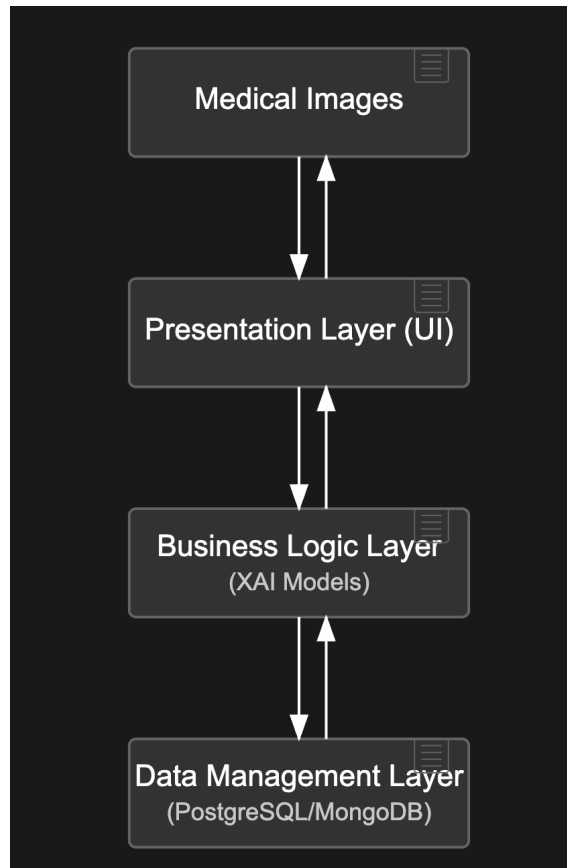 Medical Images
Presentation Layer (UI)
Business Logic Layer
(XAI Models)
Data Management Layer
(PostgreSQL/MongoDB)